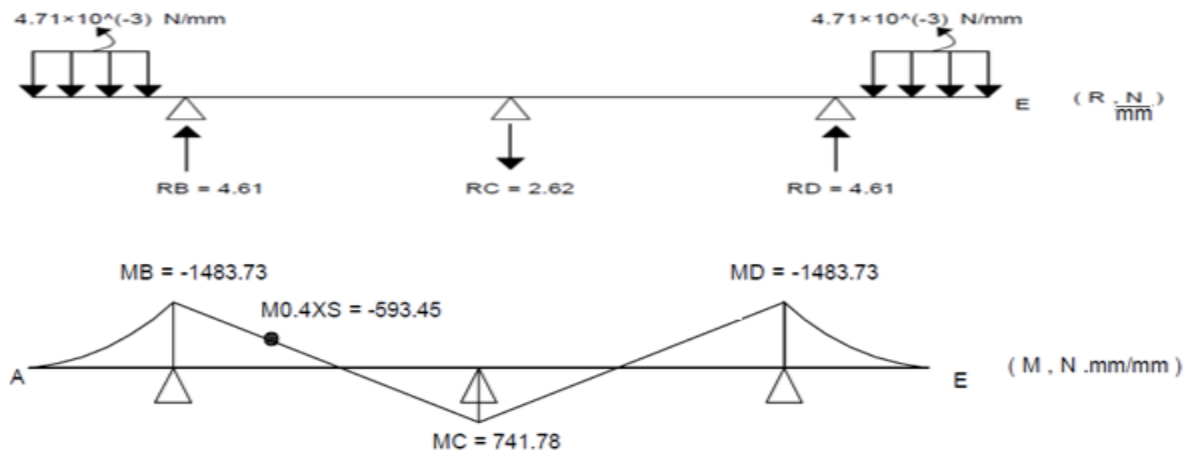 4.71×10^(-3) N/mm
4.71×10^(-3) N/mm
E
( R , N/mm )
RB = 4.61
RC = 2.62
RD = 4.61
MB = -1483.73
MD = -1483.73
M0.4XS = -593.45
A
E
( M , N .mm/mm )
MC = 741.78